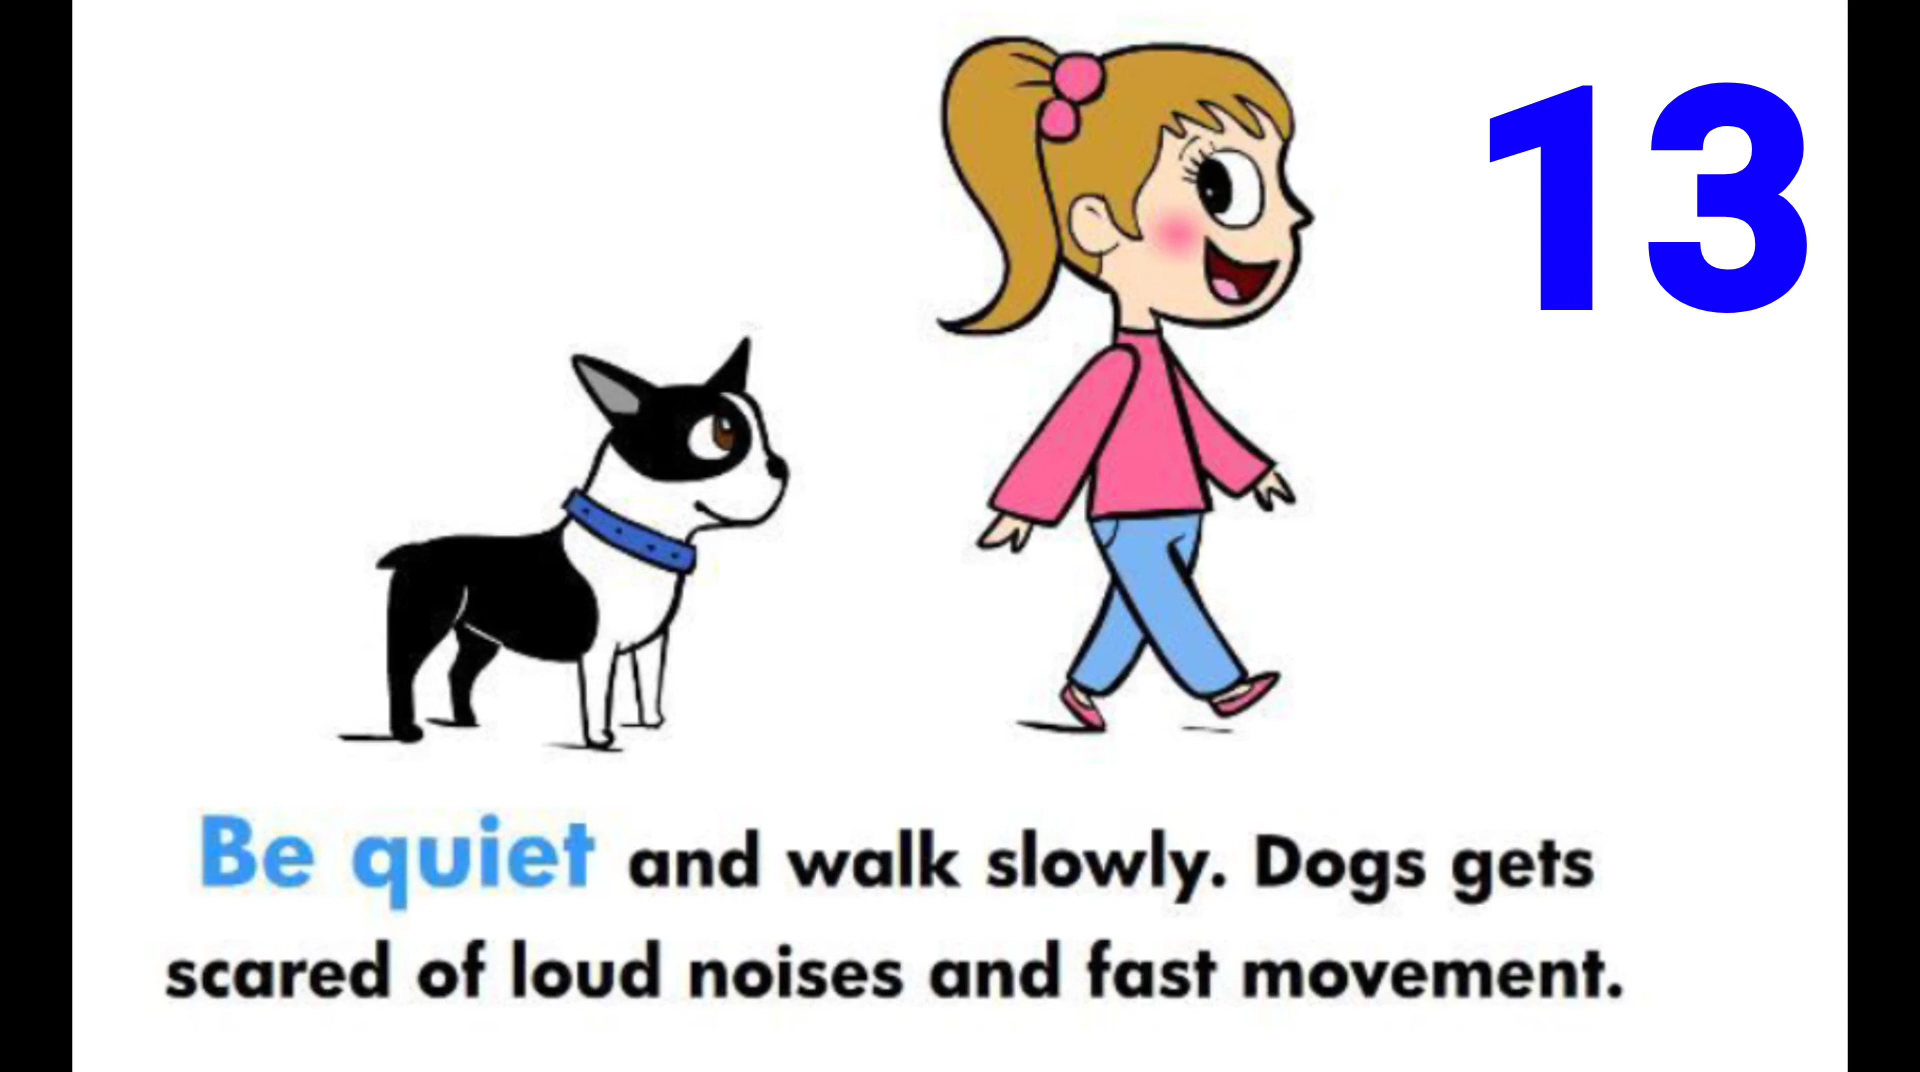 13
Be quiet and walk slowly. Dogs gets
scared of loud noises and fast movement.